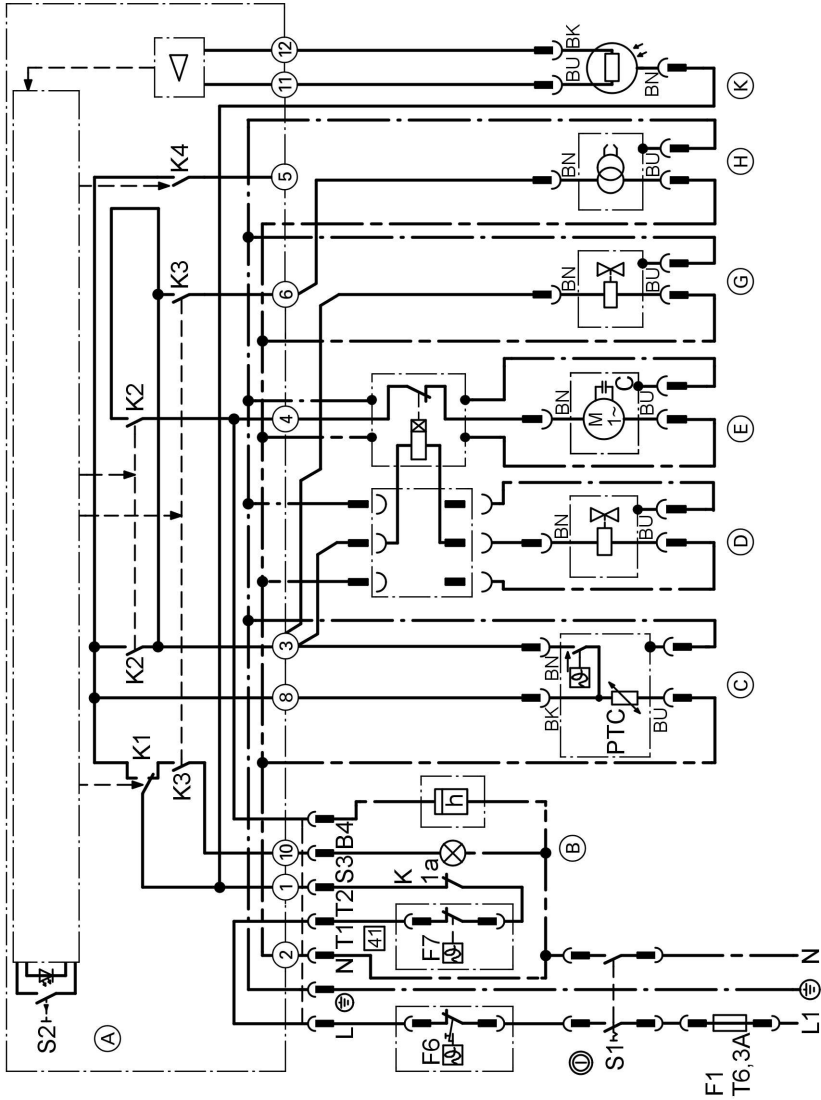 S2
A
K1
K2
K2
K3
K3
K4
2
1
10
8
3
4
6
5
11
12
L
N
T1
T2
S3
B4
41
F6
F7
K
1a
h
B
BK
BN
PTC
BU
C
BN
BU
D
BN
M
1~
C
BU
E
BN
BU
G
BN
BU
H
BU
BK
BN
K
S1
F1
T6,3A
L1
N